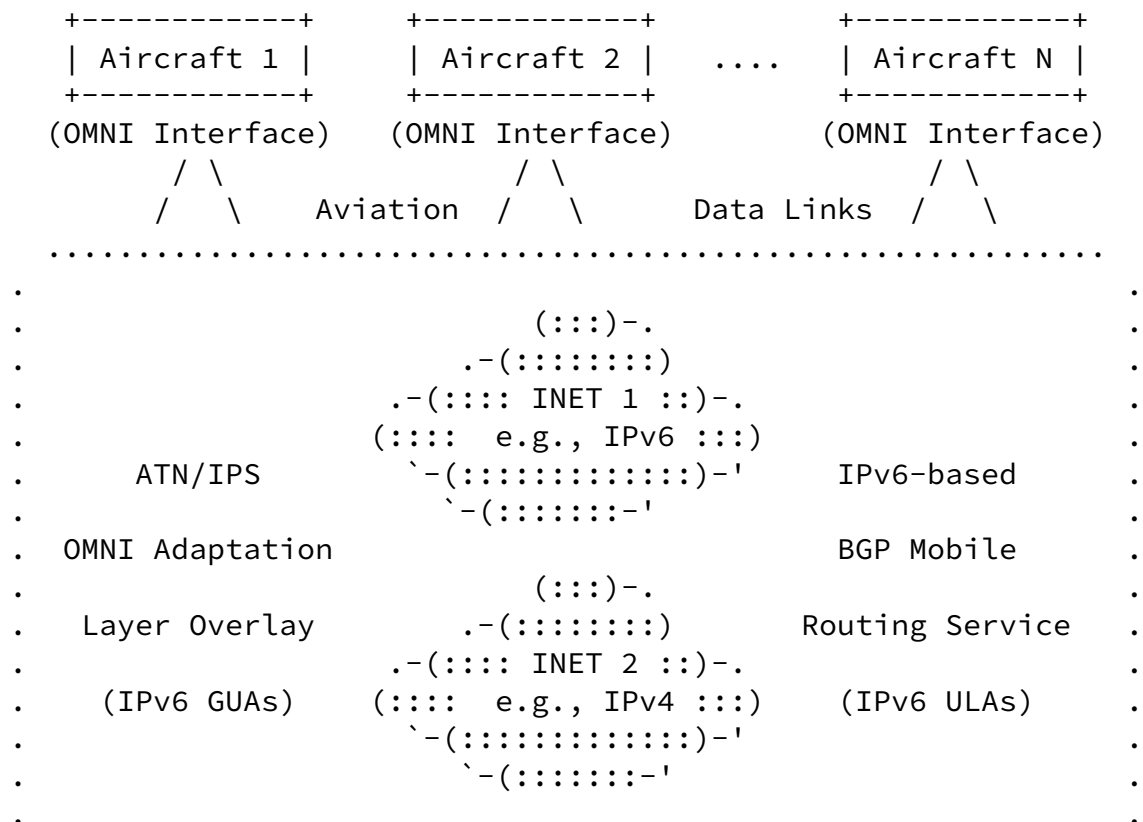 +------------+     +------------+           +------------+
| Aircraft 1 |     | Aircraft 2 |   ....    | Aircraft N |
+------------+     +------------+           +------------+
(OMNI Interface)   (OMNI Interface)        (OMNI Interface)
/ \                / \                      / \
/   \    Aviation  /   \      Data Links  /   \
...........................................................
.                                                              .
.                             (:::)-.                          .
.                         .-(::::::::)                         .
.                     .-(:::: INET 1 ::)-.                     .
.                    (::::  e.g., IPv6 :::)                    .
.      ATN/IPS        `-(:::::::::::::)-'     IPv6-based       .
.                       `-(:::::::-'                           .
.  OMNI Adaptation                            BGP Mobile       .
.                             (:::)-.                          .
.   Layer Overlay         .-(::::::::)       Routing Service   .
.                     .-(:::: INET 2 ::)-.                     .
.    (IPv6 GUAs)     (::::  e.g., IPv4 :::)    (IPv6 ULAs)     .
.                      `-(:::::::::::::)-'                     .
.                         `-(:::::::-'                         .
.                                                              .